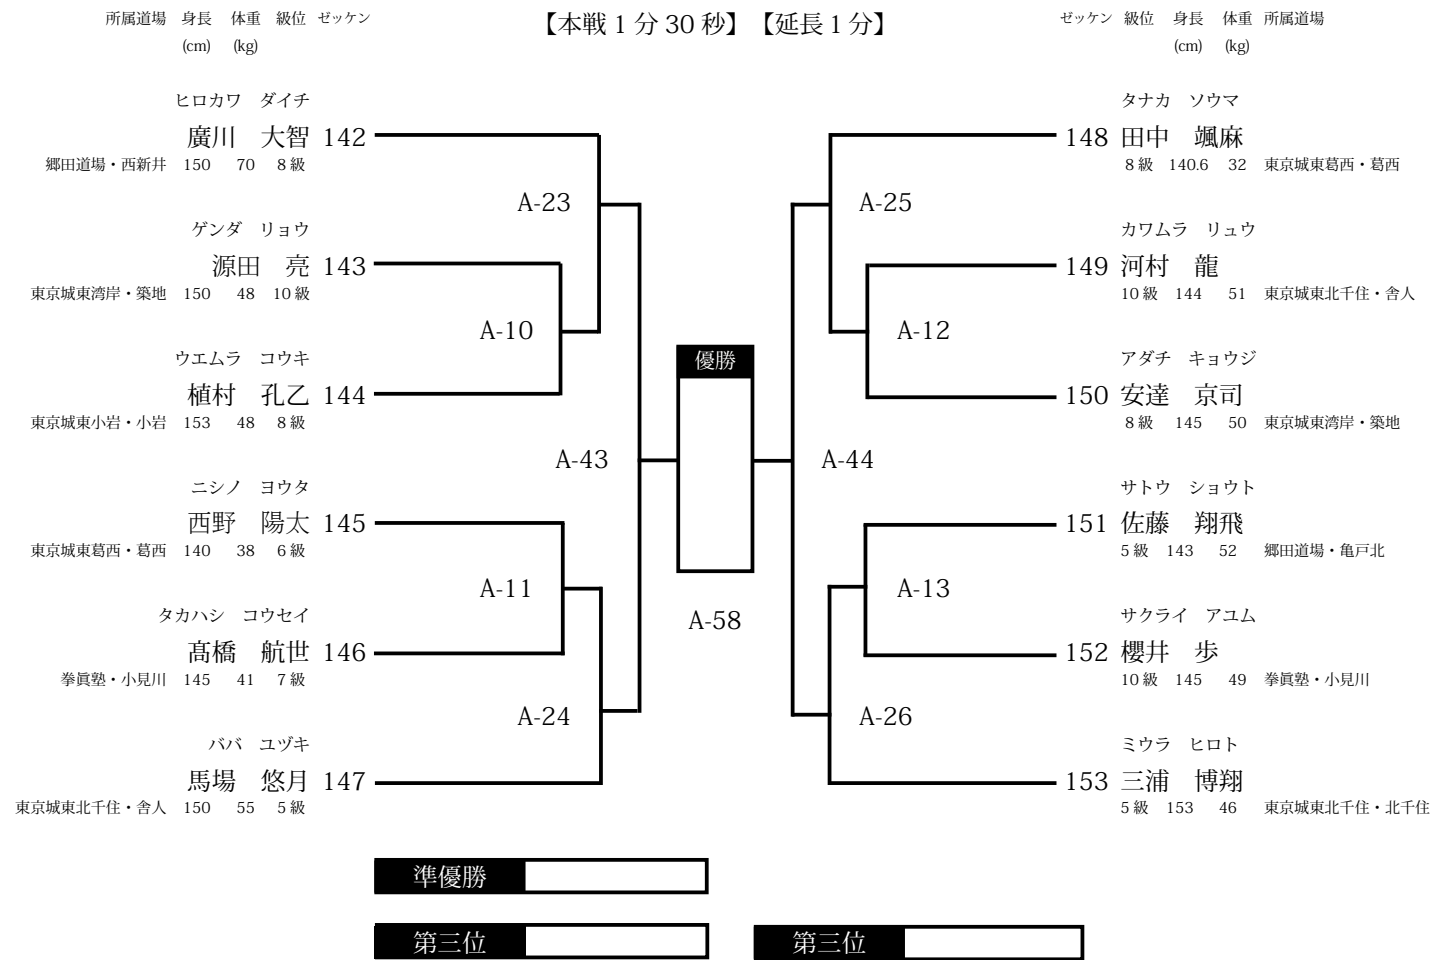 所属道場 身長 体重 級位 ゼッケン
(cm) (kg)
【本戦1分30秒】【延長1分】
ゼッケン 級位 身長 体重 所属道場
(cm) (kg)
ヒロカワ ダイチ
廣川 大智 142
郷田道場・西新井 150 70 8級
A-23
ゲンダ リョウ
源田 亮 143
東京城東湾岸・築地 150 48 10級
A-10
ウエムラ コウキ
植村 孔乙 144
東京城東小岩・小岩 153 48 8級
A-43
ニシノ ヨウタ
西野 陽太 145
東京城東葛西・葛西 140 38 6級
A-11
タカハシ コウセイ
髙橋 航世 146
拳眞塾・小見川 145 41 7級
A-24
ババ ユヅキ
馬場 悠月 147
東京城東北千住・舎人 150 55 5級
優勝
A-58
タナカ ソウマ
148 田中 颯麻
8級 140.6 32 東京城東葛西・葛西
A-25
カワムラ リュウ
149 河村 龍
10級 144 51 東京城東北千住・舎人
A-12
アダチ キョウジ
150 安達 京司
8級 145 50 東京城東湾岸・築地
A-44
サトウ ショウト
151 佐藤 翔飛
5級 143 52 郷田道場・亀戸北
A-13
サクライ アユム
152 櫻井 歩
10級 145 49 拳眞塾・小見川
A-26
ミウラ ヒロト
153 三浦 博翔
5級 153 46 東京城東北千住・北千住
準優勝
第三位 第三位